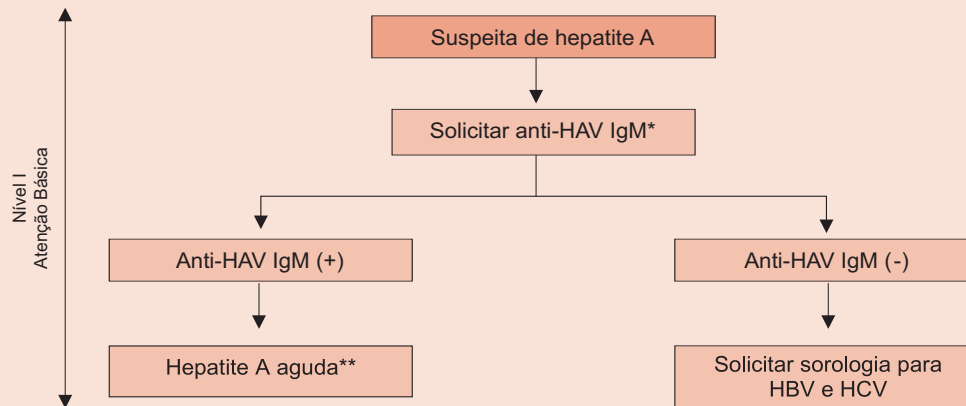 Nível I
Atenção Básica
Suspeita de hepatite A
Solicitar anti-HAV IgM*
Anti-HAV IgM (+)
Anti-HAV IgM (-)
Hepatite A aguda**
Solicitar sorologia para
HBV e HCV